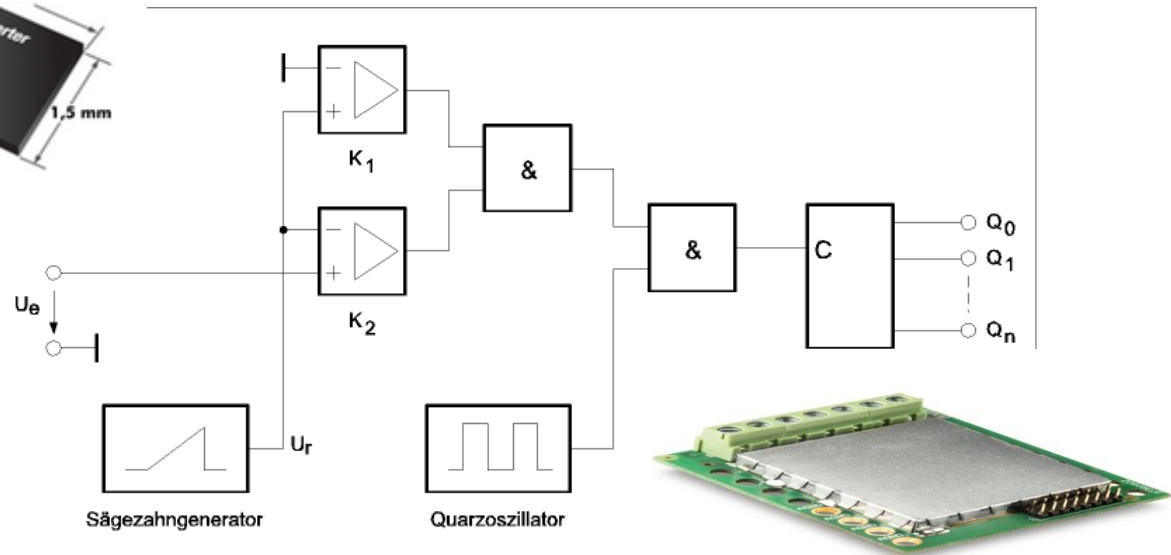 1,5 mm
−
+
K1
&
−
+
K2
&
C
Q0
Q1
Qn
Ue
Ur
Sägezahngenerator
Quarzoszillator